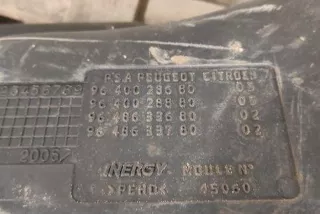 P.S.A PEUGEOT CITROEN
96 400 286 80 05
96 400 288 80 05
96 486 336 80 02
96 486 337 80 02
2005
INERGY MOULE N°
>PEHD< 45060